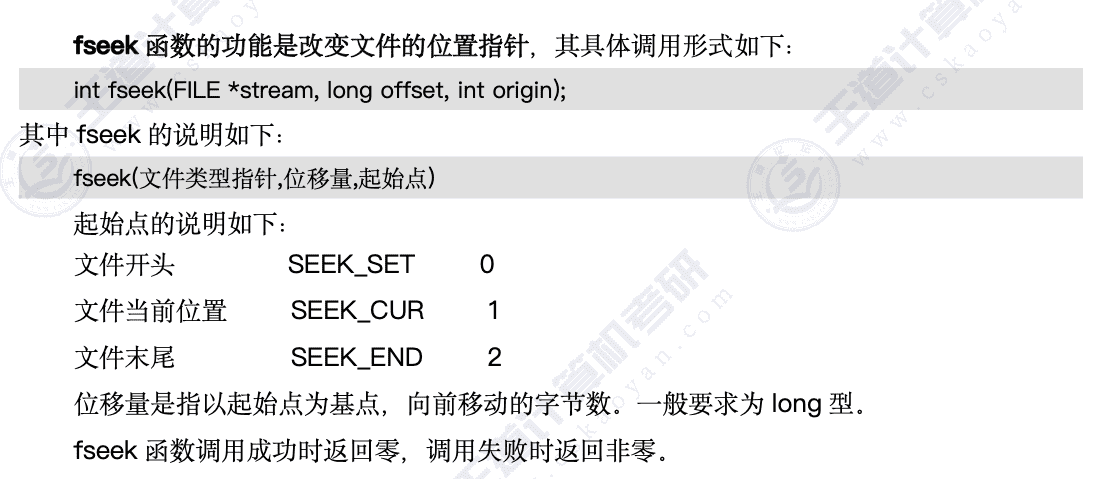 fseek 函数的功能是改变文件的位置指针，其具体调用形式如下：
int fseek(FILE *stream, long offset, int origin);
其中 fseek 的说明如下：
fseek(文件类型指针,位移量,起始点)
起始点的说明如下：
文件开头 SEEK_SET 0
文件当前位置 SEEK_CUR 1
文件末尾 SEEK_END 2
位移量是指以起始点为基点，向前移动的字节数。一般要求为 long 型。
fseek 函数调用成功时返回零，调用失败时返回非零。
王道计算机考研
www.cskaoyan.com